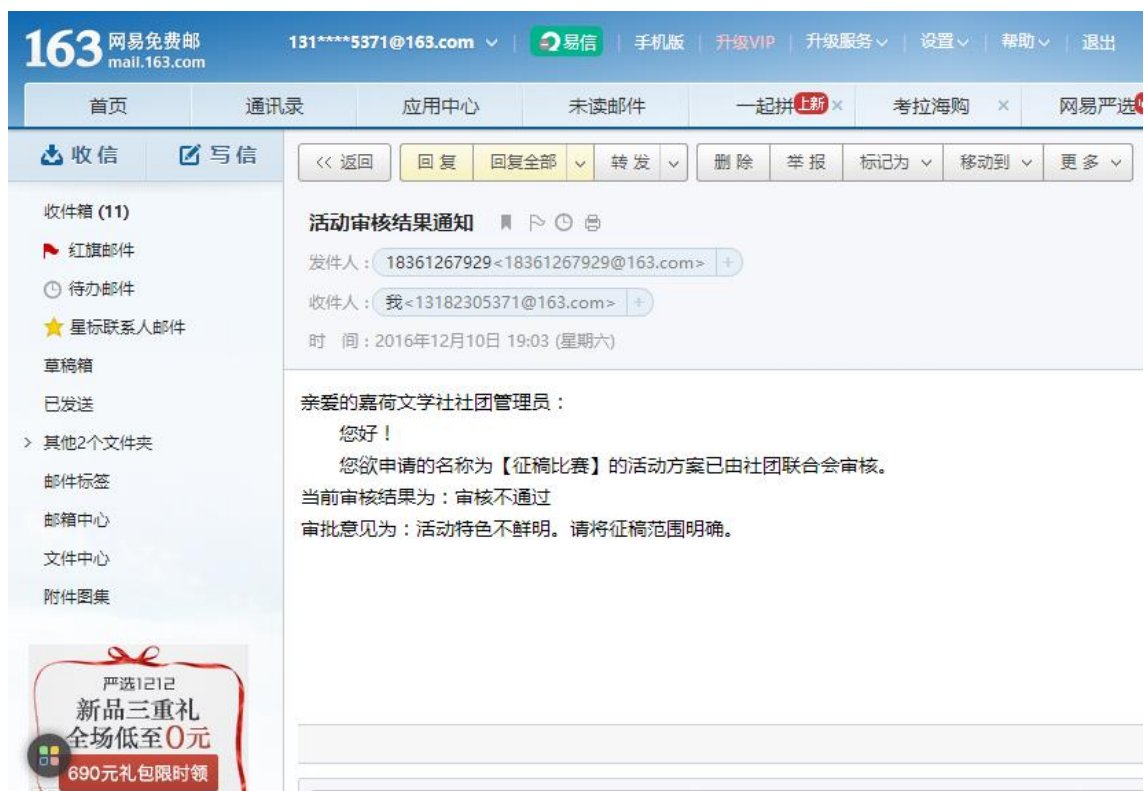 163 网易免费邮
mail.163.com
131****5371@163.com 易信 手机版 升级VIP 升级服务 设置 帮助 退出
首页 通讯录 应用中心 未读邮件 一起拼 上新 × 考拉海购 × 网易严选
收信 写信
<< 返回 回复 回复全部 转发 删除 举报 标记为 移动到 更多
收件箱 (11)
红旗邮件
待办邮件
星标联系人邮件
草稿箱
已发送
其他2个文件夹
邮件标签
邮箱中心
文件中心
附件图集
活动审核结果通知
发件人:18361267929<18361267929@163.com> +
收件人:我<13182305371@163.com> +
时 间:2016年12月10日 19:03 (星期六)
亲爱的嘉荷文学社社团管理员:
您好!
您欲申请的名称为【征稿比赛】的活动方案已由社团联合会审核。
当前审核结果为:审核不通过
审批意见为:活动特色不鲜明。请将征稿范围明确。
严选1212
新品三重礼
全场低至0元
690元礼包限时领